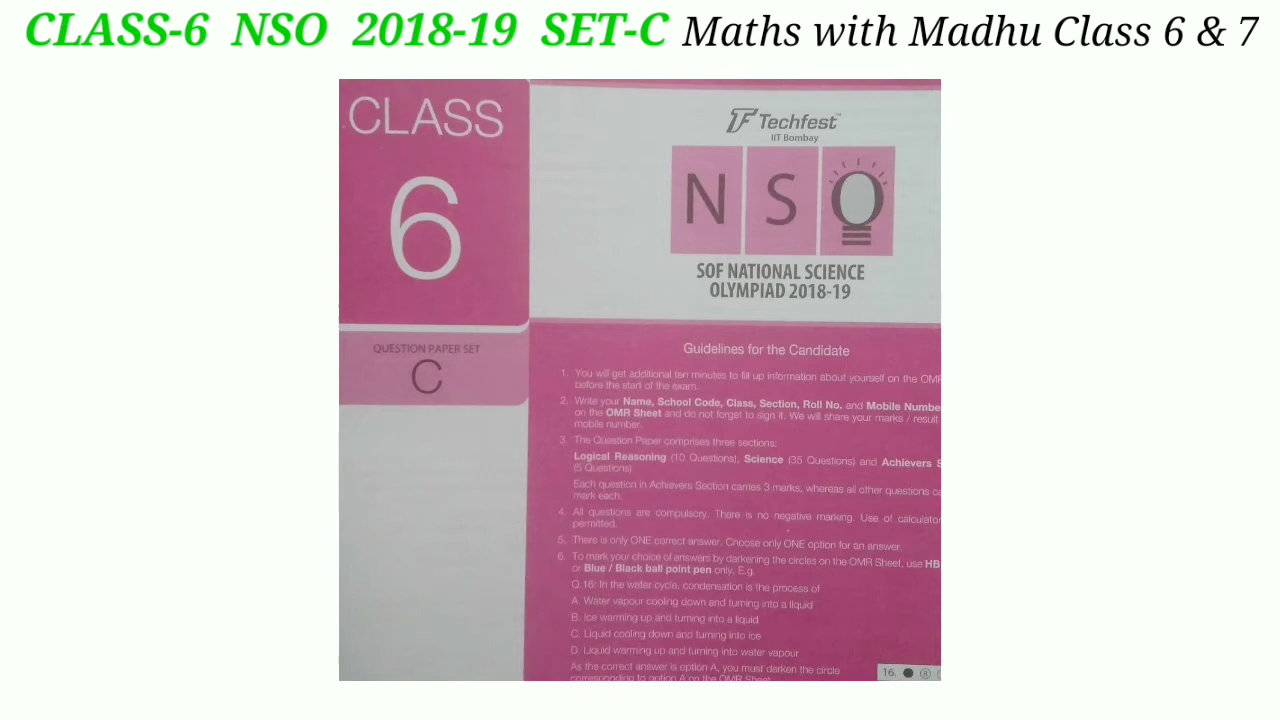 CLASS-6 NSO 2018-19 SET-C Maths with Madhu Class 6 & 7
CLASS
6
QUESTION PAPER SET
C
Techfest
IIT Bombay
NSO
SOF NATIONAL SCIENCE
OLYMPIAD 2018-19
Guidelines for the Candidate
1. You will get additional ten minutes to fill up information about yourself on the OMR
before the start of the exam.
2. Write your Name, School Code, Class, Section, Roll No. and Mobile Numbe
on the OMR Sheet and do not forget to sign it. We will share your marks / result
mobile number.
3. The Question Paper comprises three sections:
Logical Reasoning (10 Questions), Science (35 Questions) and Achievers S
(5 Questions)
Each question in Achievers Section carries 3 marks, whereas all other questions ca
mark each.
4. All questions are compulsory. There is no negative marking. Use of calculator
permitted.
5. There is only ONE correct answer. Choose only ONE option for an answer.
6. To mark your choice of answers by darkening the circles on the OMR Sheet, use HB
or Blue / Black ball point pen only. E.g.
Q.16: In the water cycle, condensation is the process of
A. Water vapour cooling down and turning into a liquid
B. Ice warming up and turning into a liquid
C. Liquid cooling down and turning into ice
D. Liquid warming up and turning into water vapour
As the correct answer is option A, you must darken the circle
corresponding to option A on the OMR Sheet
16. ● Ⓑ